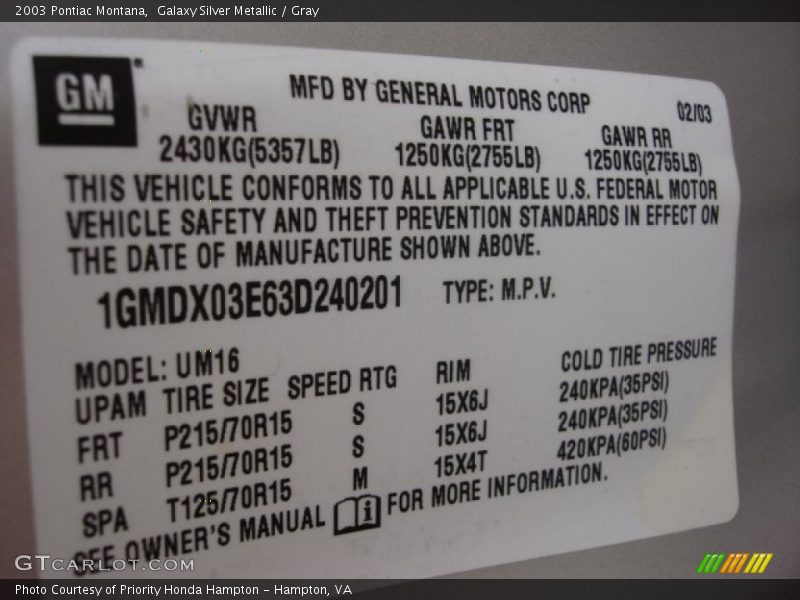 2003 Pontiac Montana, Galaxy Silver Metallic / Gray
GM
MFD BY GENERAL MOTORS CORP
02/03
GVWR GAWR FRT GAWR RR
2430KG(5357LB) 1250KG(2755LB) 1250KG(2755LB)
THIS VEHICLE CONFORMS TO ALL APPLICABLE U.S. FEDERAL MOTOR
VEHICLE SAFETY AND THEFT PREVENTION STANDARDS IN EFFECT ON
THE DATE OF MANUFACTURE SHOWN ABOVE.
1GMDX03E63D240201 TYPE: M.P.V.
MODEL: UM16
UPAM TIRE SIZE SPEED RTG RIM COLD TIRE PRESSURE
FRT P215/70R15 S 15X6J 240KPA(35PSI)
RR P215/70R15 S 15X6J 240KPA(35PSI)
SPA T125/70R15 M 15X4T 420KPA(60PSI)
SEE OWNER'S MANUAL FOR MORE INFORMATION.
GTCARLOT.COM
Photo Courtesy of Priority Honda Hampton - Hampton, VA